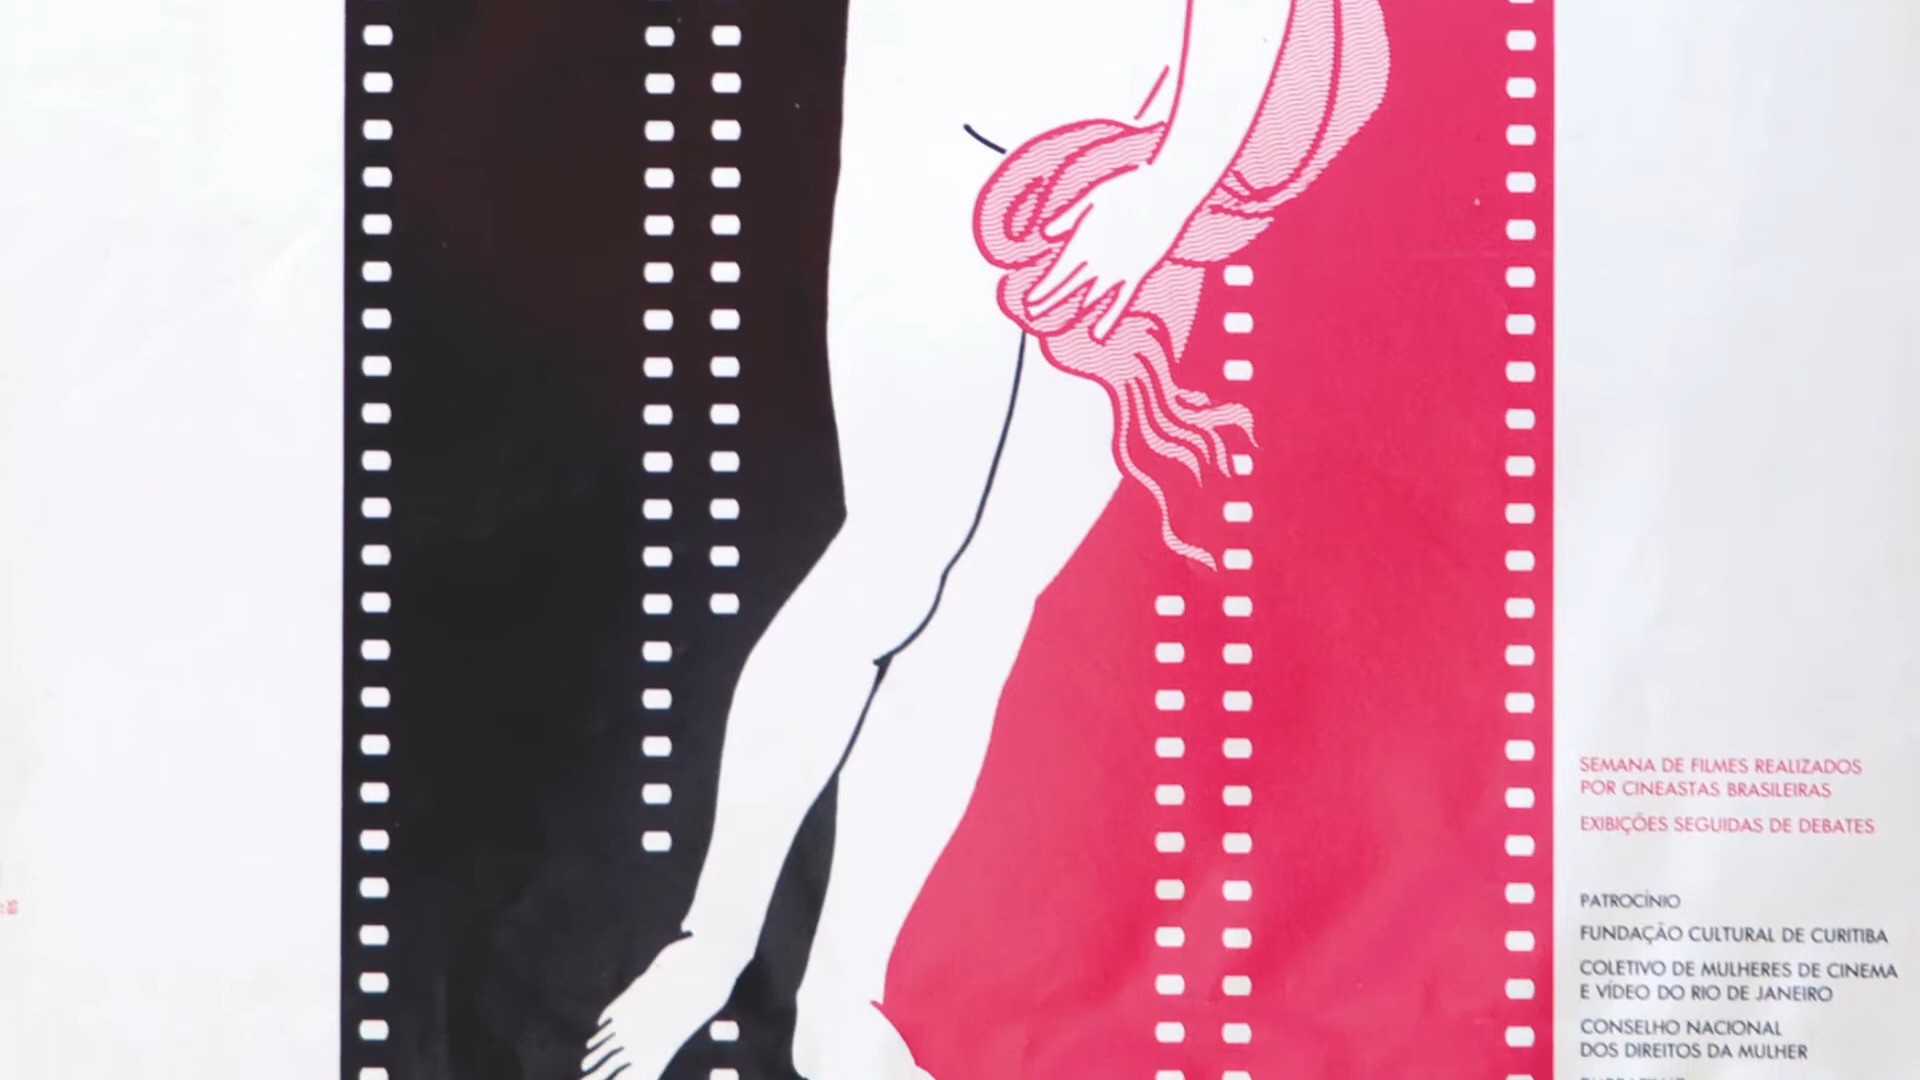 SEMANA DE FILMES REALIZADOS
POR CINEASTAS BRASILEIRAS
EXIBIÇÕES SEGUIDAS DE DEBATES
PATROCÍNIO
FUNDAÇÃO CULTURAL DE CURITIBA
COLETIVO DE MULHERES DE CINEMA
E VÍDEO DO RIO DE JANEIRO
CONSELHO NACIONAL
DOS DIREITOS DA MULHER